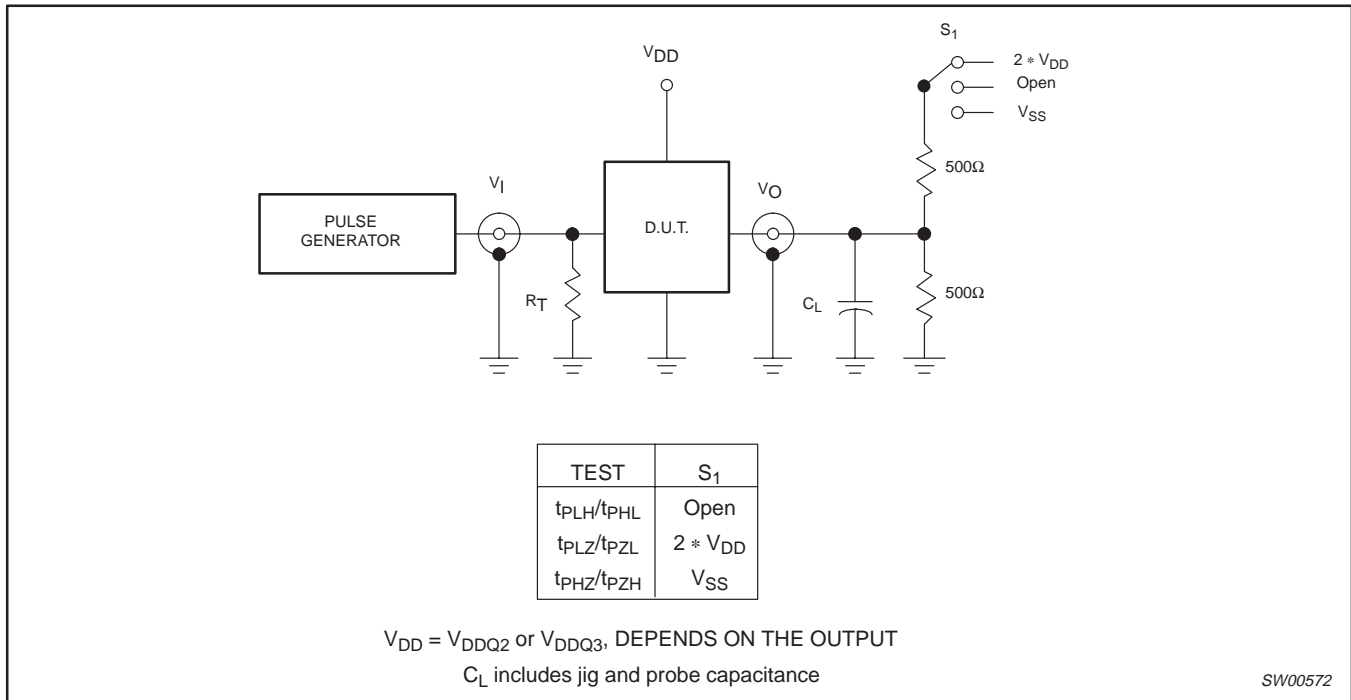 S1
2 * VDD
Open
VSS
VDD
500Ω
VI
VO
PULSE
GENERATOR
D.U.T.
RT
CL
500Ω
TEST S1
tPLH/tPHL Open
tPLZ/tPZL 2 * VDD
tPHZ/tPZH VSS
VDD = VDDQ2 or VDDQ3, DEPENDS ON THE OUTPUT
CL includes jig and probe capacitance
SW00572